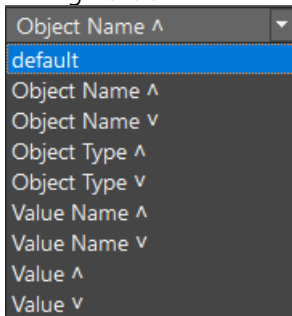 Object Name ʌ
default
Object Name ʌ
Object Name v
Object Type ʌ
Object Type v
Value Name ʌ
Value Name v
Value ʌ
Value v